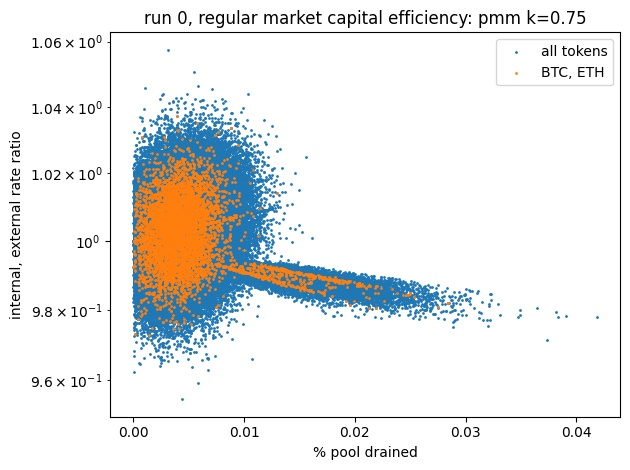 run 0, regular market capital efficiency: pmm k=0.75
1.06 × 10⁰
1.04 × 10⁰
1.02 × 10⁰
10⁰
9.8 × 10⁻¹
9.6 × 10⁻¹
internal, external rate ratio
all tokens
BTC, ETH
0.00 0.01 0.02 0.03 0.04
% pool drained